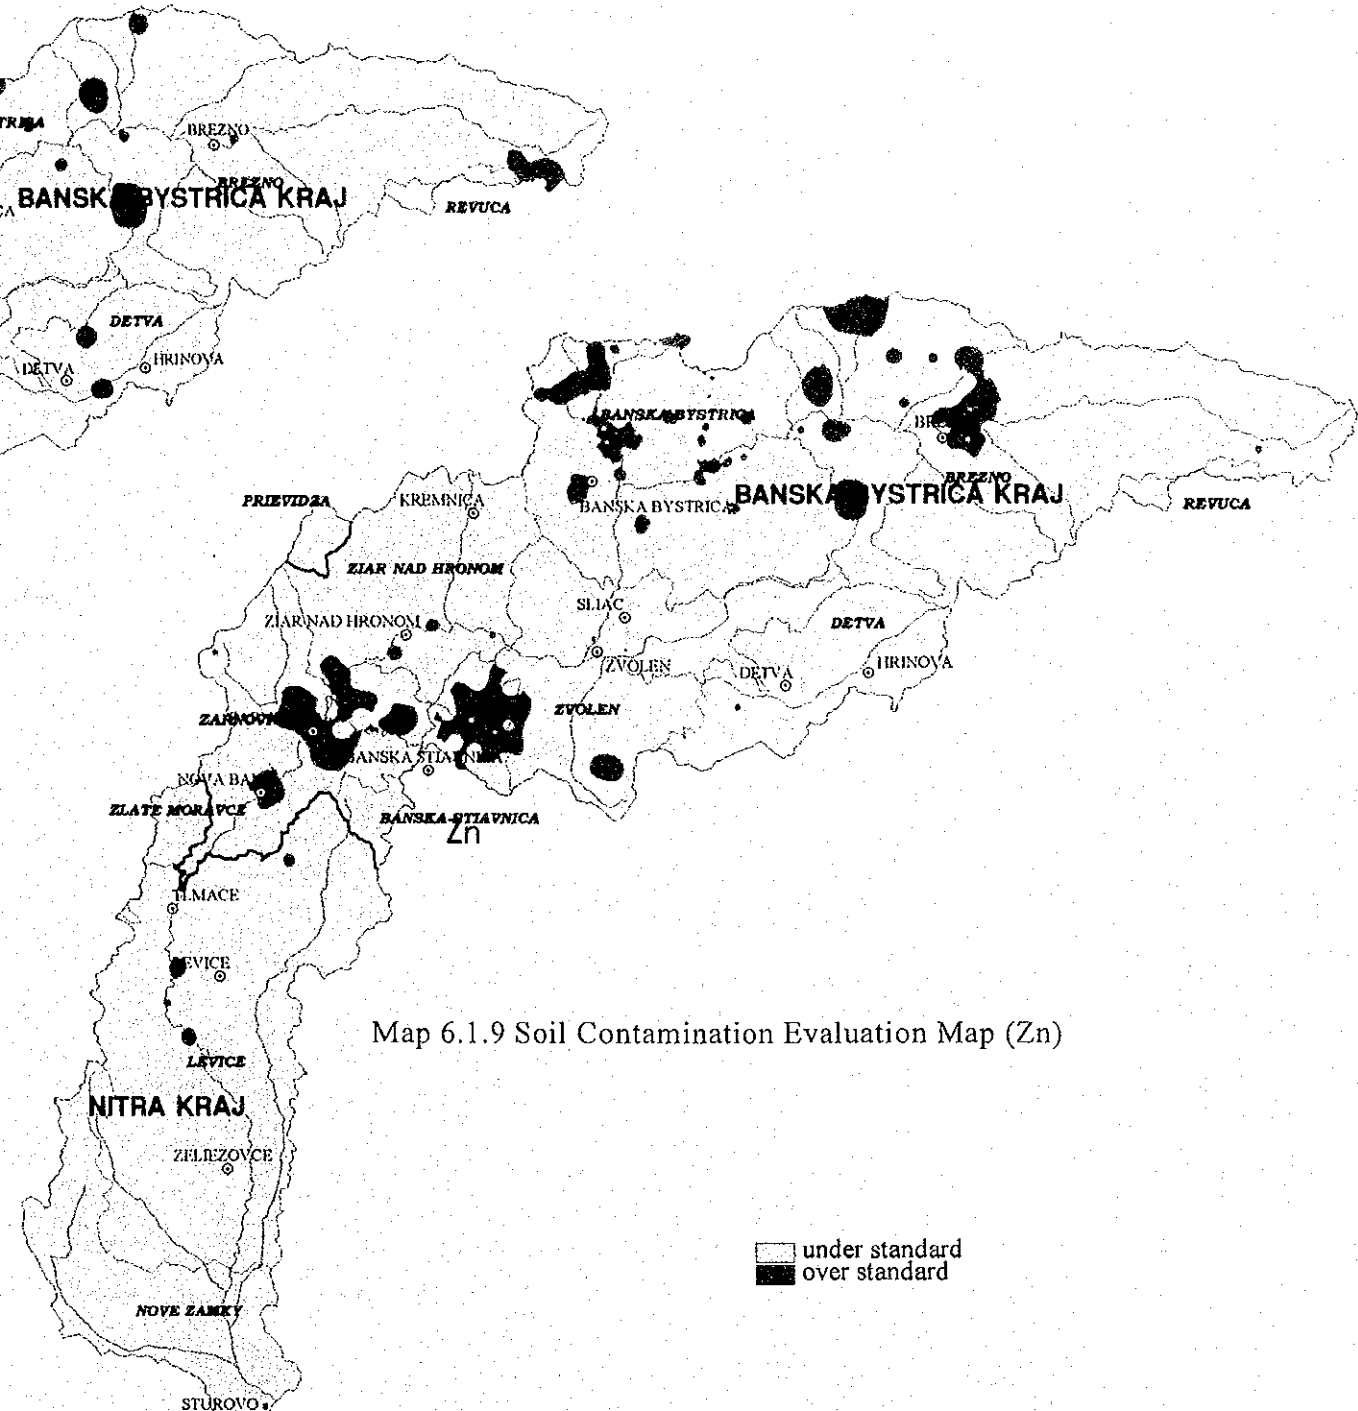 BREZNO
BREZNO
BANSKA BYSTRICA KRAJ
REVUCA
DETVA
HRINOVA
DETVA
BANSKA BYSTRICA
BREZNO
PRIEVIDZA
KREMNICA
BANSKA BYSTRICA
BANSKA BYSTRICA KRAJ
REVUCA
ZIAR NAD HRONOM
SLIAC
ZIAR NAD HRONOM
DETVA
ZVOLEN
DETVA
HRINOVA
ZVOLEN
BANSKA STIAVNICA
ZLATE MORAVCE
BANSKA STIAVNICA
Zn
TLMACE
LEVICE
Map 6.1.9 Soil Contamination Evaluation Map (Zn)
LEVICE
NITRA KRAJ
ZELIEZOVCE
under standard
over standard
NOVE ZAMKY
STUROVO